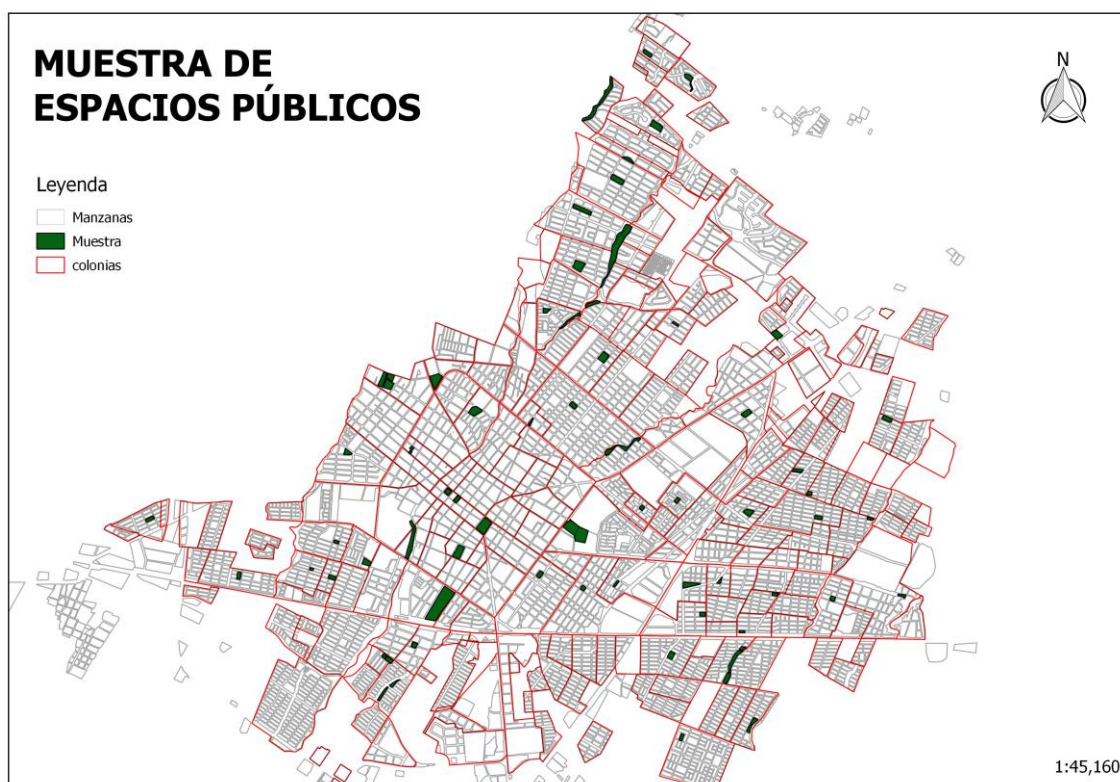 MUESTRA DE
ESPACIOS PÚBLICOS
N
Leyenda
Manzanas
Muestra
colonias
1:45,160